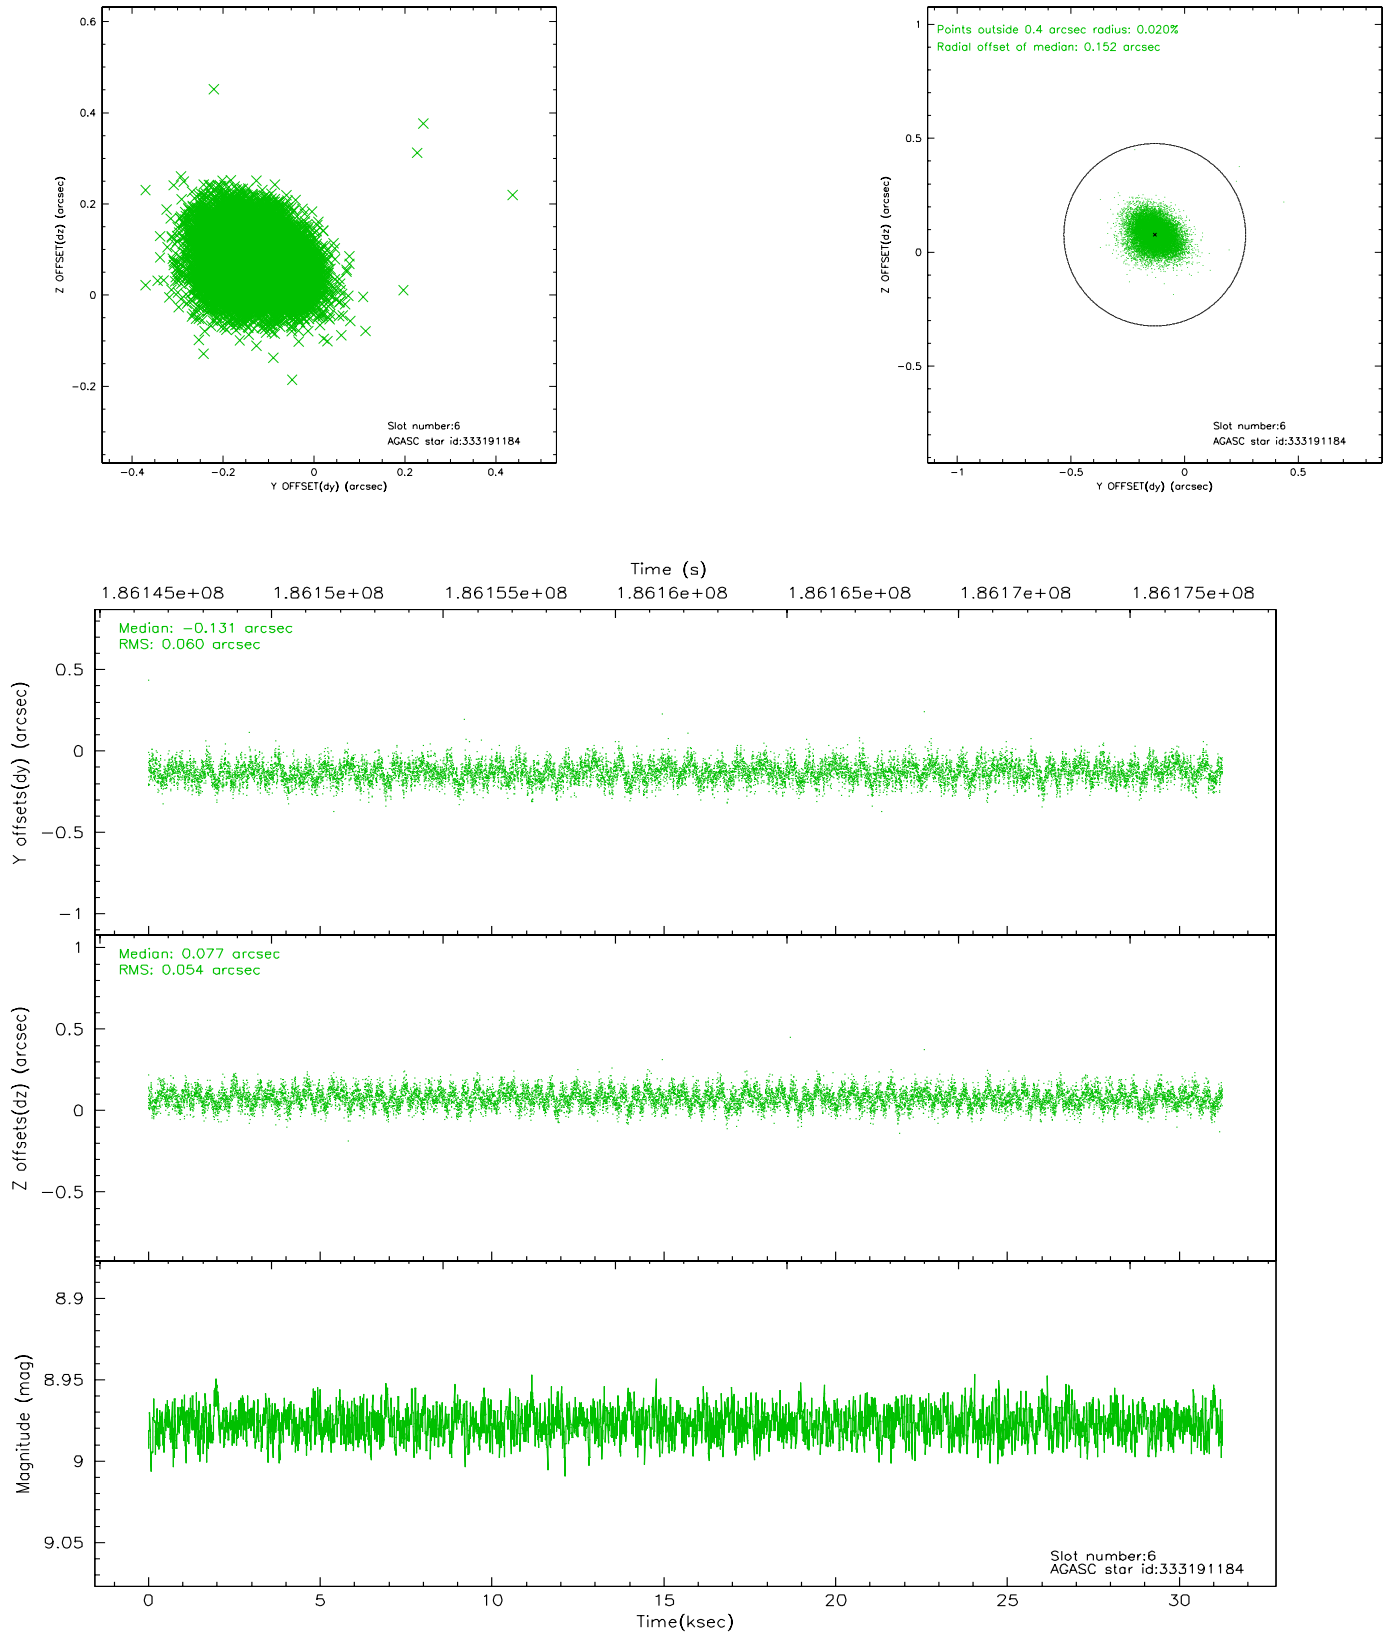 0.6
0.4
0.2
0
−0.2
Z OFFSET(dz) (arcsec)
Slot number:6
AGASC star id:333191184
−0.4 −0.2 0 0.2 0.4
Y OFFSET(dy) (arcsec)
Points outside 0.4 arcsec radius: 0.020%
Radial offset of median: 0.152 arcsec
1
0.5
0
−0.5
Z OFFSET(dz) (arcsec)
Slot number:6
AGASC star id:333191184
−1 −0.5 0 0.5
Y OFFSET(dy) (arcsec)
Time (s)
1.86145e+08 1.8615e+08 1.86155e+08 1.8616e+08 1.86165e+08 1.8617e+08 1.86175e+08
Median: −0.131 arcsec
RMS: 0.060 arcsec
0.5
0
−0.5
−1
Y offsets(dy) (arcsec)
Median: 0.077 arcsec
RMS: 0.054 arcsec
1
0.5
0
−0.5
Z offsets(dz) (arcsec)
8.9
8.95
9
9.05
Magnitude (mag)
Slot number:6
AGASC star id:333191184
0 5 10 15 20 25 30
Time(ksec)